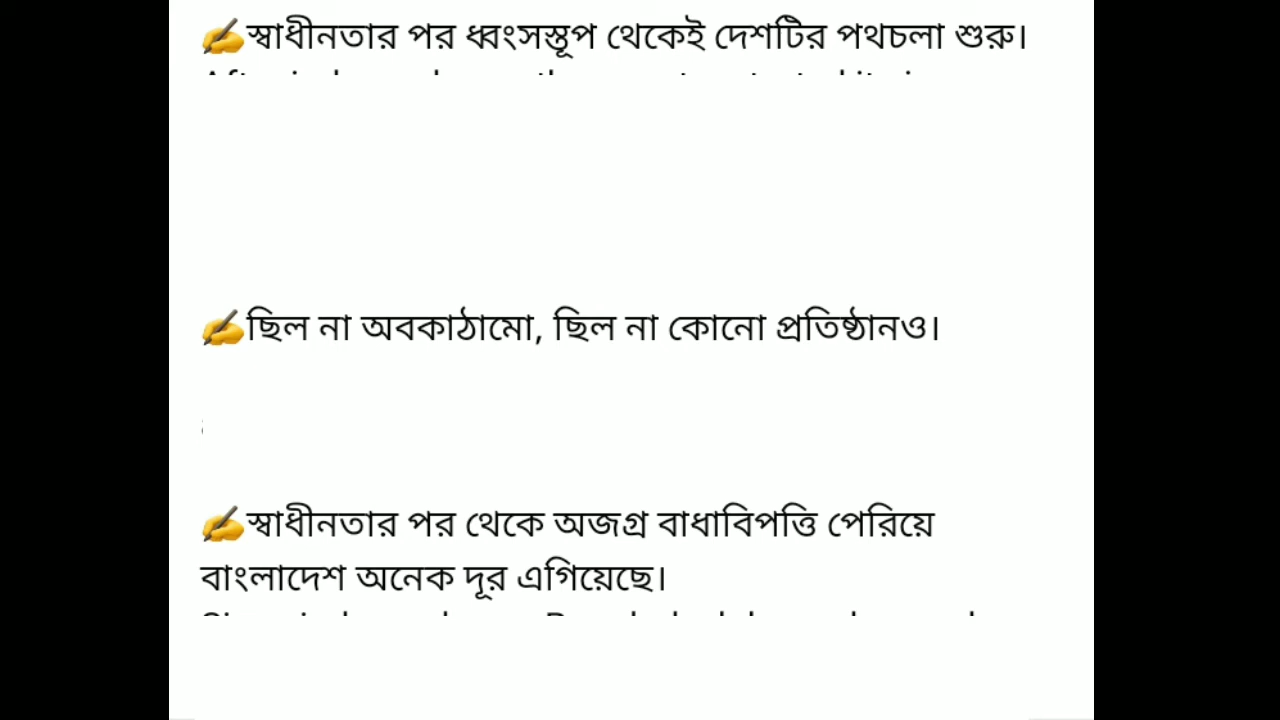 ✍️স্বাধীনতার পর ধ্বংসস্তূপ থেকেই দেশটির পথচলা শুরু।
✍️ছিল না অবকাঠামো, ছিল না কোনো প্রতিষ্ঠানও।
✍️স্বাধীনতার পর থেকে অজগ্র বাধাবিপত্তি পেরিয়ে
বাংলাদেশ অনেক দূর এগিয়েছে।